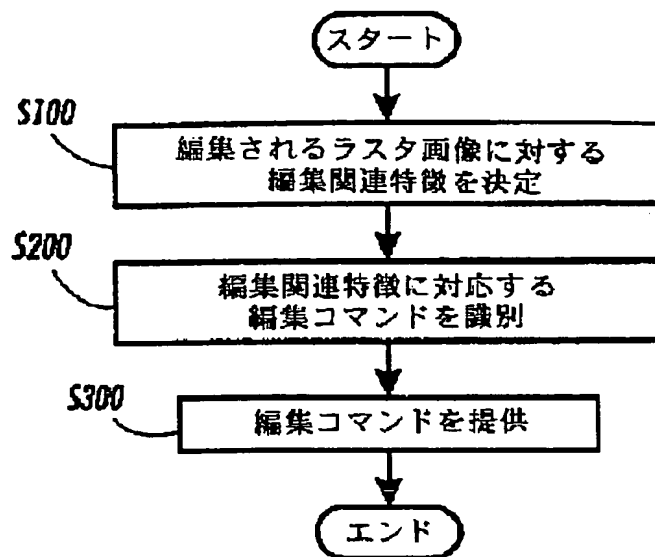 スタート
S100
編集されるラスタ画像に対する
編集関連特徴を決定
S200
編集関連特徴に対応する
編集コマンドを識別
S300
編集コマンドを提供
エンド